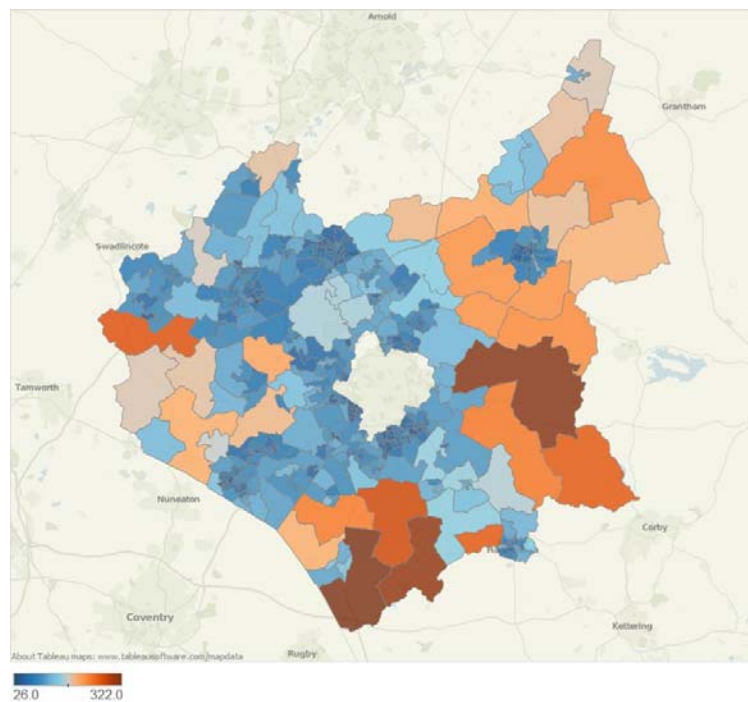 Arnold
Grantham
Swadlincote
Tamworth
Nuneaton
Corby
Coventry
Kettering
Rugby
About Tableau maps: www.tableausoftware.com/mapdata
26.0 322.0